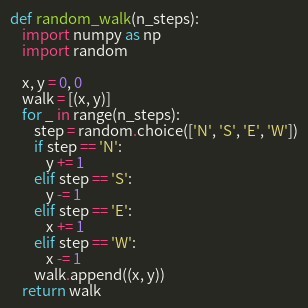 def random_walk(n_steps):
    import numpy as np
    import random

    x, y = 0, 0
    walk = [(x, y)]
    for _ in range(n_steps):
        step = random.choice(['N', 'S', 'E', 'W'])
        if step == 'N':
            y += 1
        elif step == 'S':
            y -= 1
        elif step == 'E':
            x += 1
        elif step == 'W':
            x -= 1
        walk.append((x, y))
    return walk